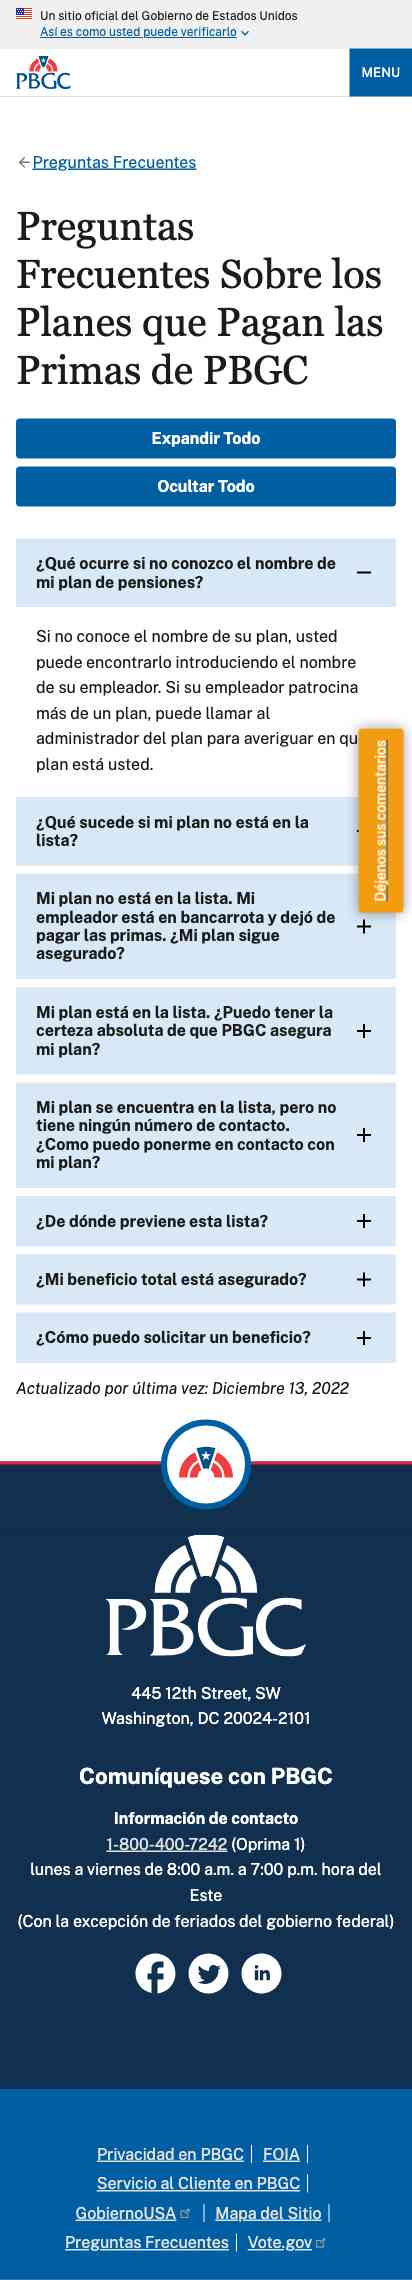 Un sitio oficial del Gobierno de Estados Unidos
Así es como usted puede verificarlo
PBGC
MENU
Preguntas Frecuentes
Preguntas
Frecuentes Sobre los
Planes que Pagan las
Primas de PBGC
Expandir Todo
Ocultar Todo
¿Qué ocurre si no conozco el nombre de
mi plan de pensiones?
Si no conoce el nombre de su plan, usted
puede encontrarlo introduciendo el nombre
de su empleador. Si su empleador patrocina
más de un plan, puede llamar al
administrador del plan para averiguar en qu
plan está usted.
Déjenos sus comentarios
¿Qué sucede si mi plan no está en la
lista?
Mi plan no está en la lista. Mi
empleador está en bancarrota y dejó de
pagar las primas. ¿Mi plan sigue
asegurado?
Mi plan está en la lista. ¿Puedo tener la
certeza absoluta de que PBGC asegura
mi plan?
Mi plan se encuentra en la lista, pero no
tiene ningún número de contacto.
¿Como puedo ponerme en contacto con
mi plan?
¿De dónde previene esta lista?
¿Mi beneficio total está asegurado?
¿Cómo puedo solicitar un beneficio?
Actualizado por última vez: Diciembre 13, 2022
PBGC
445 12th Street, SW
Washington, DC 20024-2101
Comuníquese con PBGC
Información de contacto
1-800-400-7242 (Oprima 1)
lunes a viernes de 8:00 a.m. a 7:00 p.m. hora del
Este
(Con la excepción de feriados del gobierno federal)
Privacidad en PBGC | FOIA |
Servicio al Cliente en PBGC |
GobiernoUSA | Mapa del Sitio |
Preguntas Frecuentes | Vote.gov